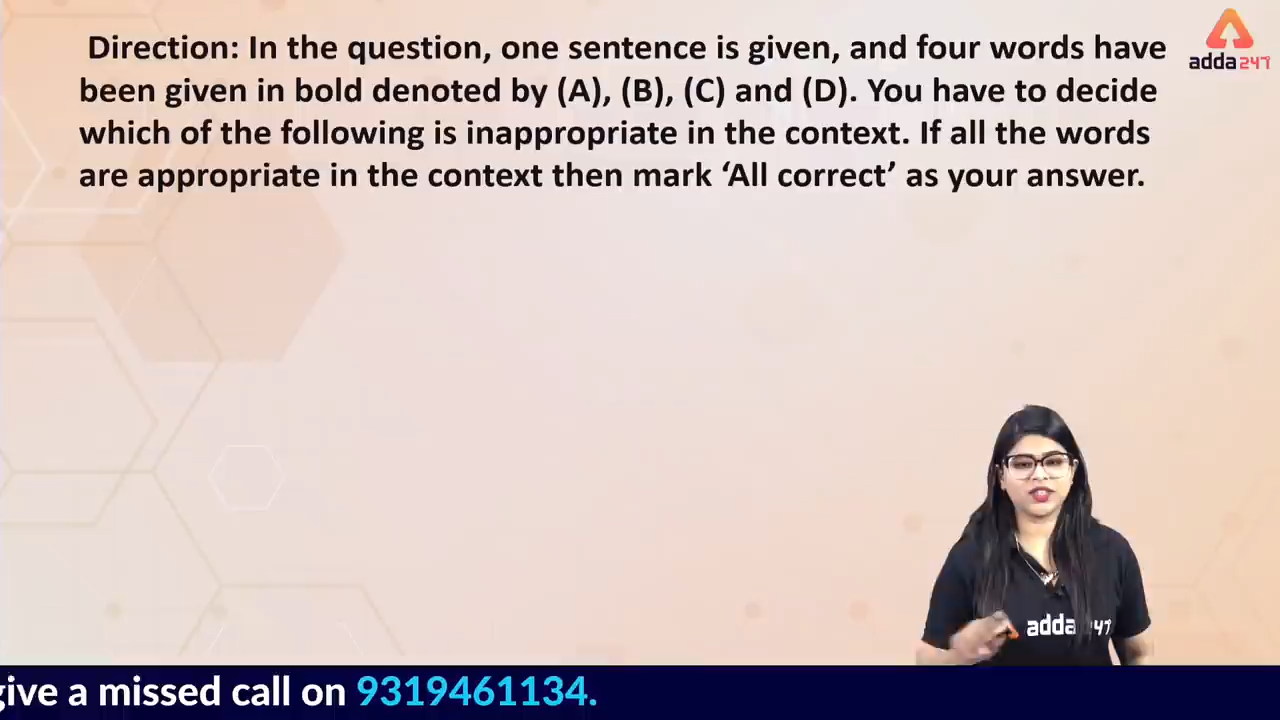 Direction: In the question, one sentence is given, and four words have
been given in bold denoted by (A), (B), (C) and (D). You have to decide
which of the following is inappropriate in the context. If all the words
are appropriate in the context then mark ‘All correct’ as your answer.
adda247
adda247
give a missed call on 9319461134.